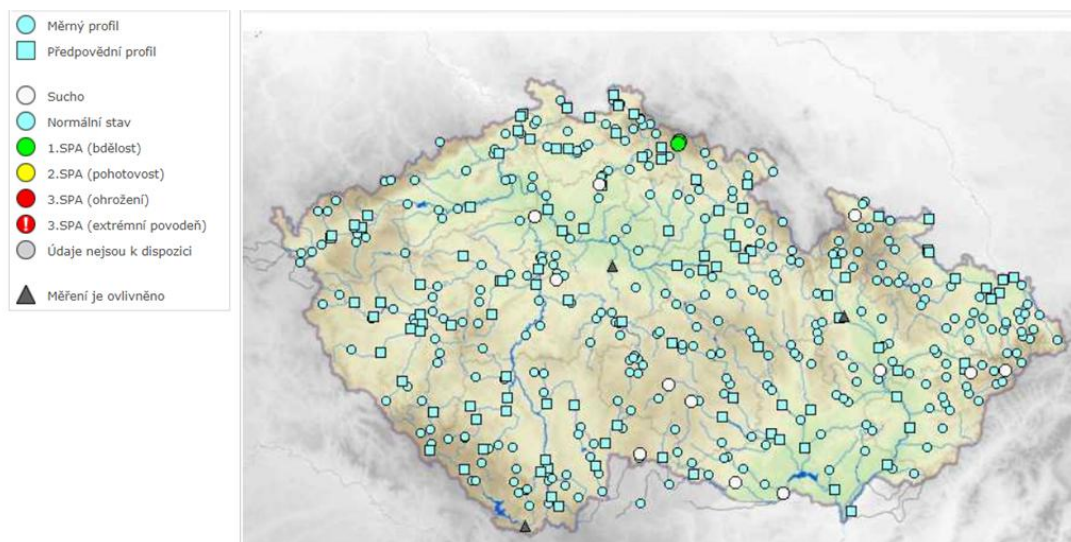 Měrný profil
Předpovědní profil
Sucho
Normální stav
1.SPA (bdělost)
2.SPA (pohotovost)
3.SPA (ohrožení)
3.SPA (extrémní povodeň)
Údaje nejsou k dispozici
Měření je ovlivněno